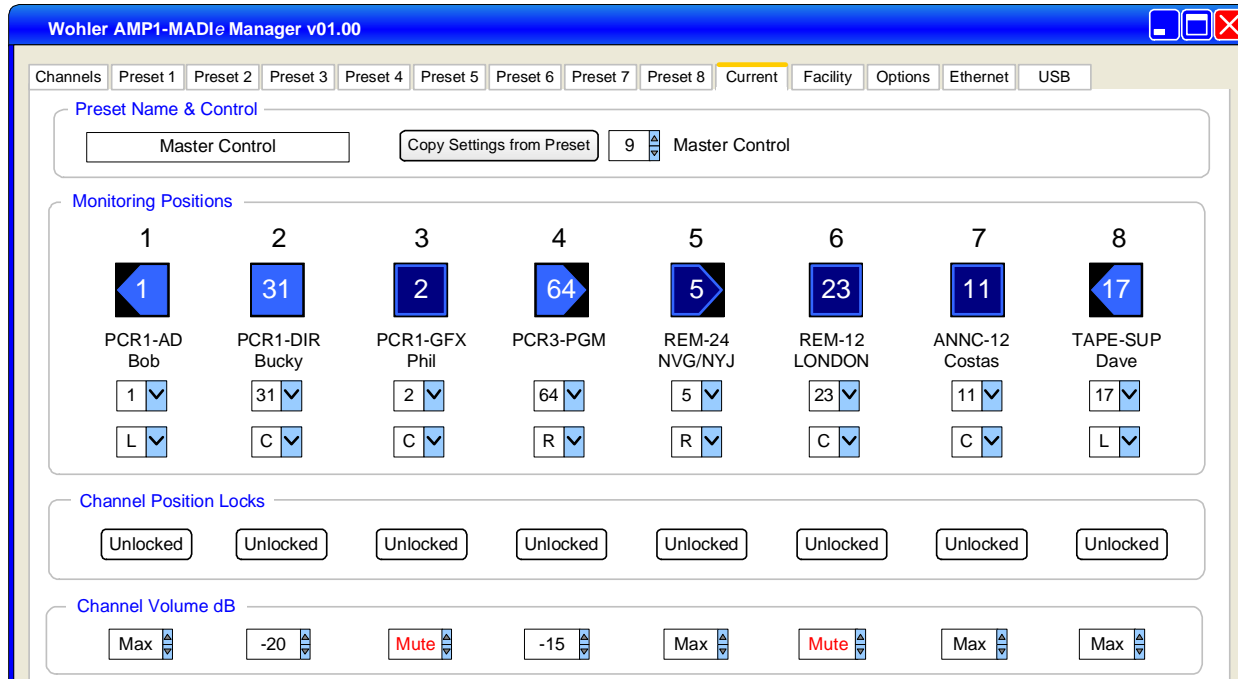 Wohler AMP1-MADIe Manager v01.00
Channels Preset 1 Preset 2 Preset 3 Preset 4 Preset 5 Preset 6 Preset 7 Preset 8 Current Facility Options Ethernet USB
Preset Name & Control
Master Control Copy Settings from Preset 9 Master Control
Monitoring Positions
1 2 3 4 5 6 7 8
1 31 2 64 5 23 11 17
PCR1-AD PCR1-DIR PCR1-GFX PCR3-PGM REM-24 REM-12 ANNC-12 TAPE-SUP
Bob Bucky Phil NVG/NYJ LONDON Costas Dave
1 31 2 64 5 23 11 17
L C C R R C C L
Channel Position Locks
Unlocked Unlocked Unlocked Unlocked Unlocked Unlocked Unlocked Unlocked
Channel Volume dB
Max -20 Mute -15 Max Mute Max Max